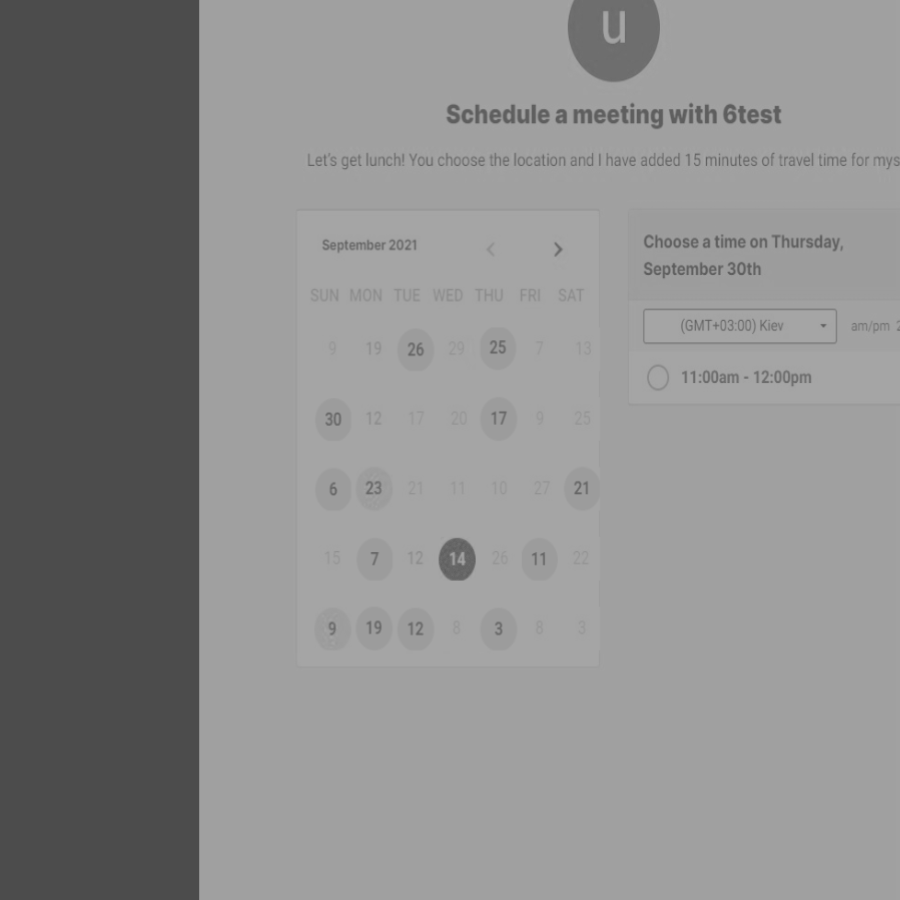 u
Schedule a meeting with 6test
Let's get lunch! You choose the location and I have added 15 minutes of travel time for mys
September 2021
SUN MON TUE WED THU FRI SAT
9 19 26 29 25 7 13
30 12 17 20 17 9 25
6 23 21 11 10 27 21
15 7 12 14 26 11 22
9 19 12 8 3 8 3
Choose a time on Thursday,
September 30th
(GMT+03:00) Kiev am/pm 2
11:00am - 12:00pm